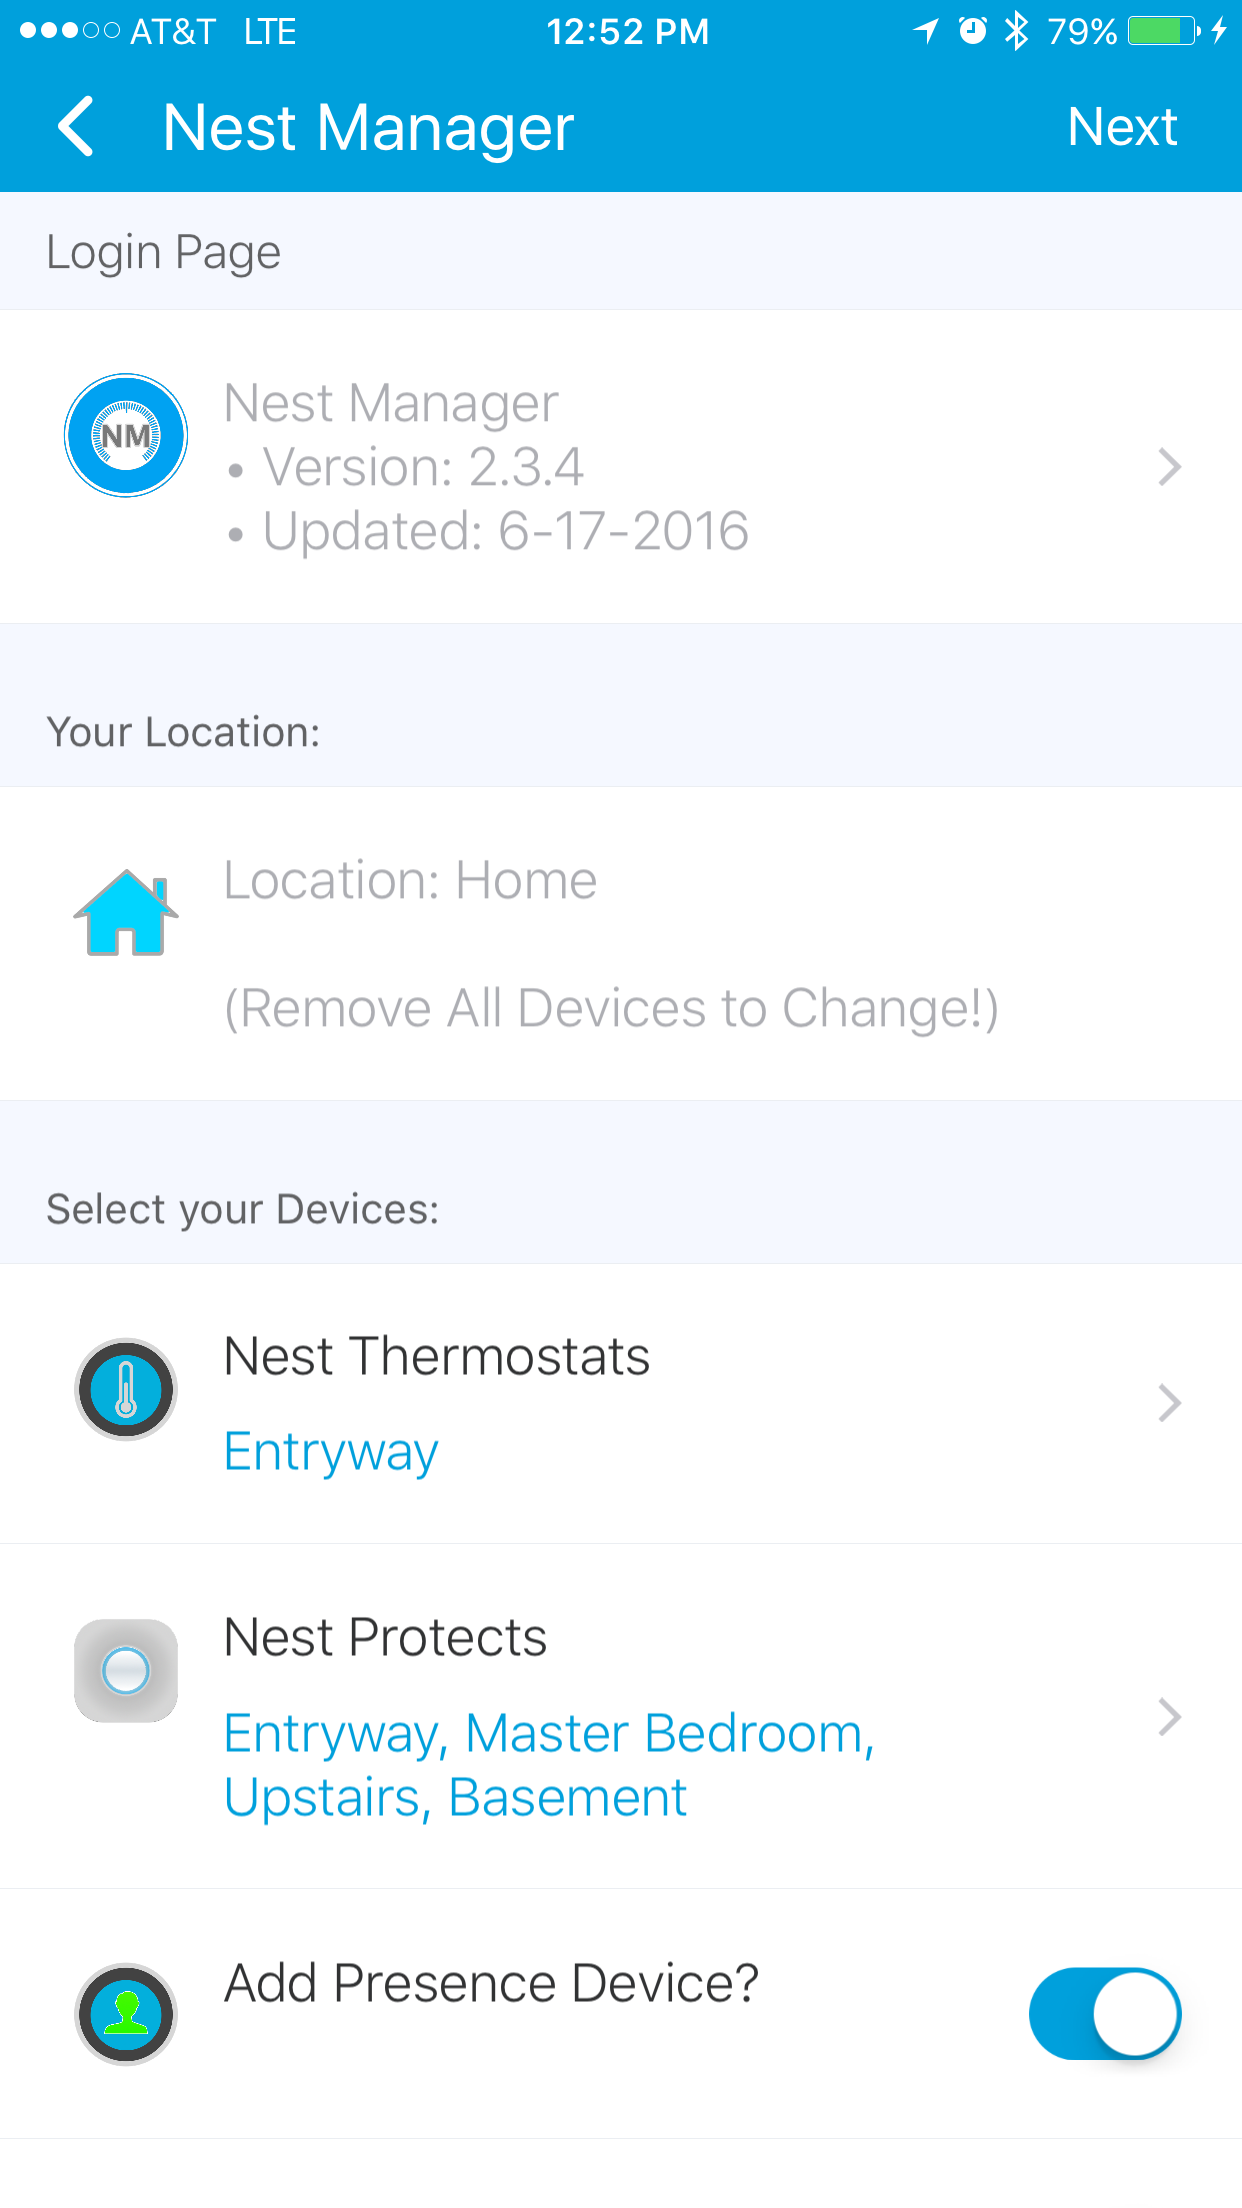 AT&T LTE 12:52 PM 79%
Nest Manager Next
Login Page
NM
Nest Manager
• Version: 2.3.4
• Updated: 6-17-2016
Your Location:
Location: Home
(Remove All Devices to Change!)
Select your Devices:
Nest Thermostats
Entryway
Nest Protects
Entryway, Master Bedroom,
Upstairs, Basement
Add Presence Device?